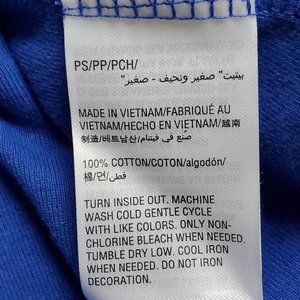 PS/PP/PCH/
بيتيت" صغير ونحيف - صغير"
MADE IN VIETNAM/FABRIQUÉ AU
VIETNAM/HECHO EN VIETNAM/越南
制造/베트남산/صنع في فيتنام
100% COTTON/COTON/algodón/
棉/면/قطن
TURN INSIDE OUT. MACHINE
WASH COLD GENTLE CYCLE
WITH LIKE COLORS. ONLY NON-
CHLORINE BLEACH WHEN NEEDED.
TUMBLE DRY LOW. COOL IRON
WHEN NEEDED. DO NOT IRON
DECORATION.